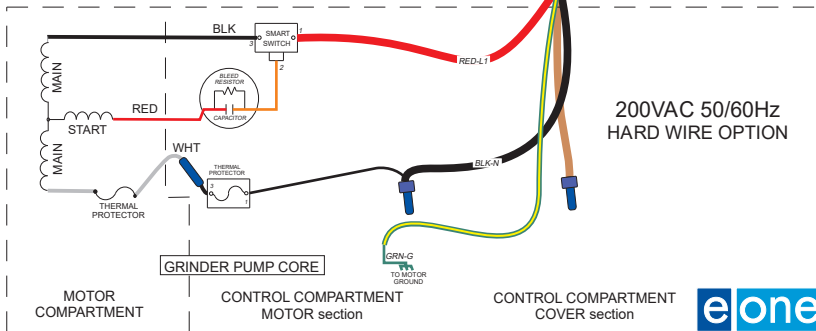 BLK
3
SMART
SWITCH
1
2
RED-L1
MAIN
BLEED
RESISTOR
CAPACITOR
START
RED
200VAC 50/60Hz
HARD WIRE OPTION
MAIN
WHT
THERMAL
PROTECTOR
3
1
BLK-N
THERMAL
PROTECTOR
GRN-G
TO MOTOR
GROUND
GRINDER PUMP CORE
MOTOR
COMPARTMENT
CONTROL COMPARTMENT
MOTOR section
CONTROL COMPARTMENT
COVER section
e one